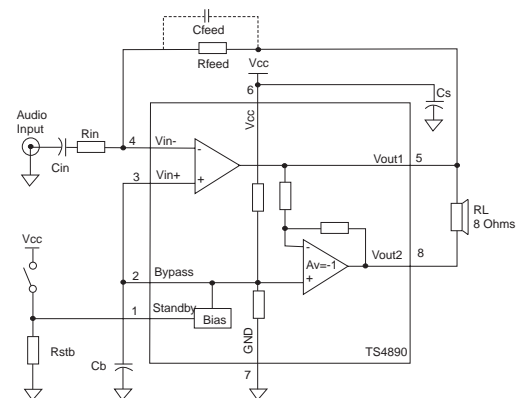 Cfeed
Rfeed
Vcc
6
Vcc
Cs
Audio
Input
Rin
Cin
4
Vin-
-
Vout1
5
3
Vin+
+
RL
8 Ohms
Vcc
-
Av=-1
+
Vout2
8
2
Bypass
1
Standby
Bias
Rstb
Cb
GND
7
TS4890